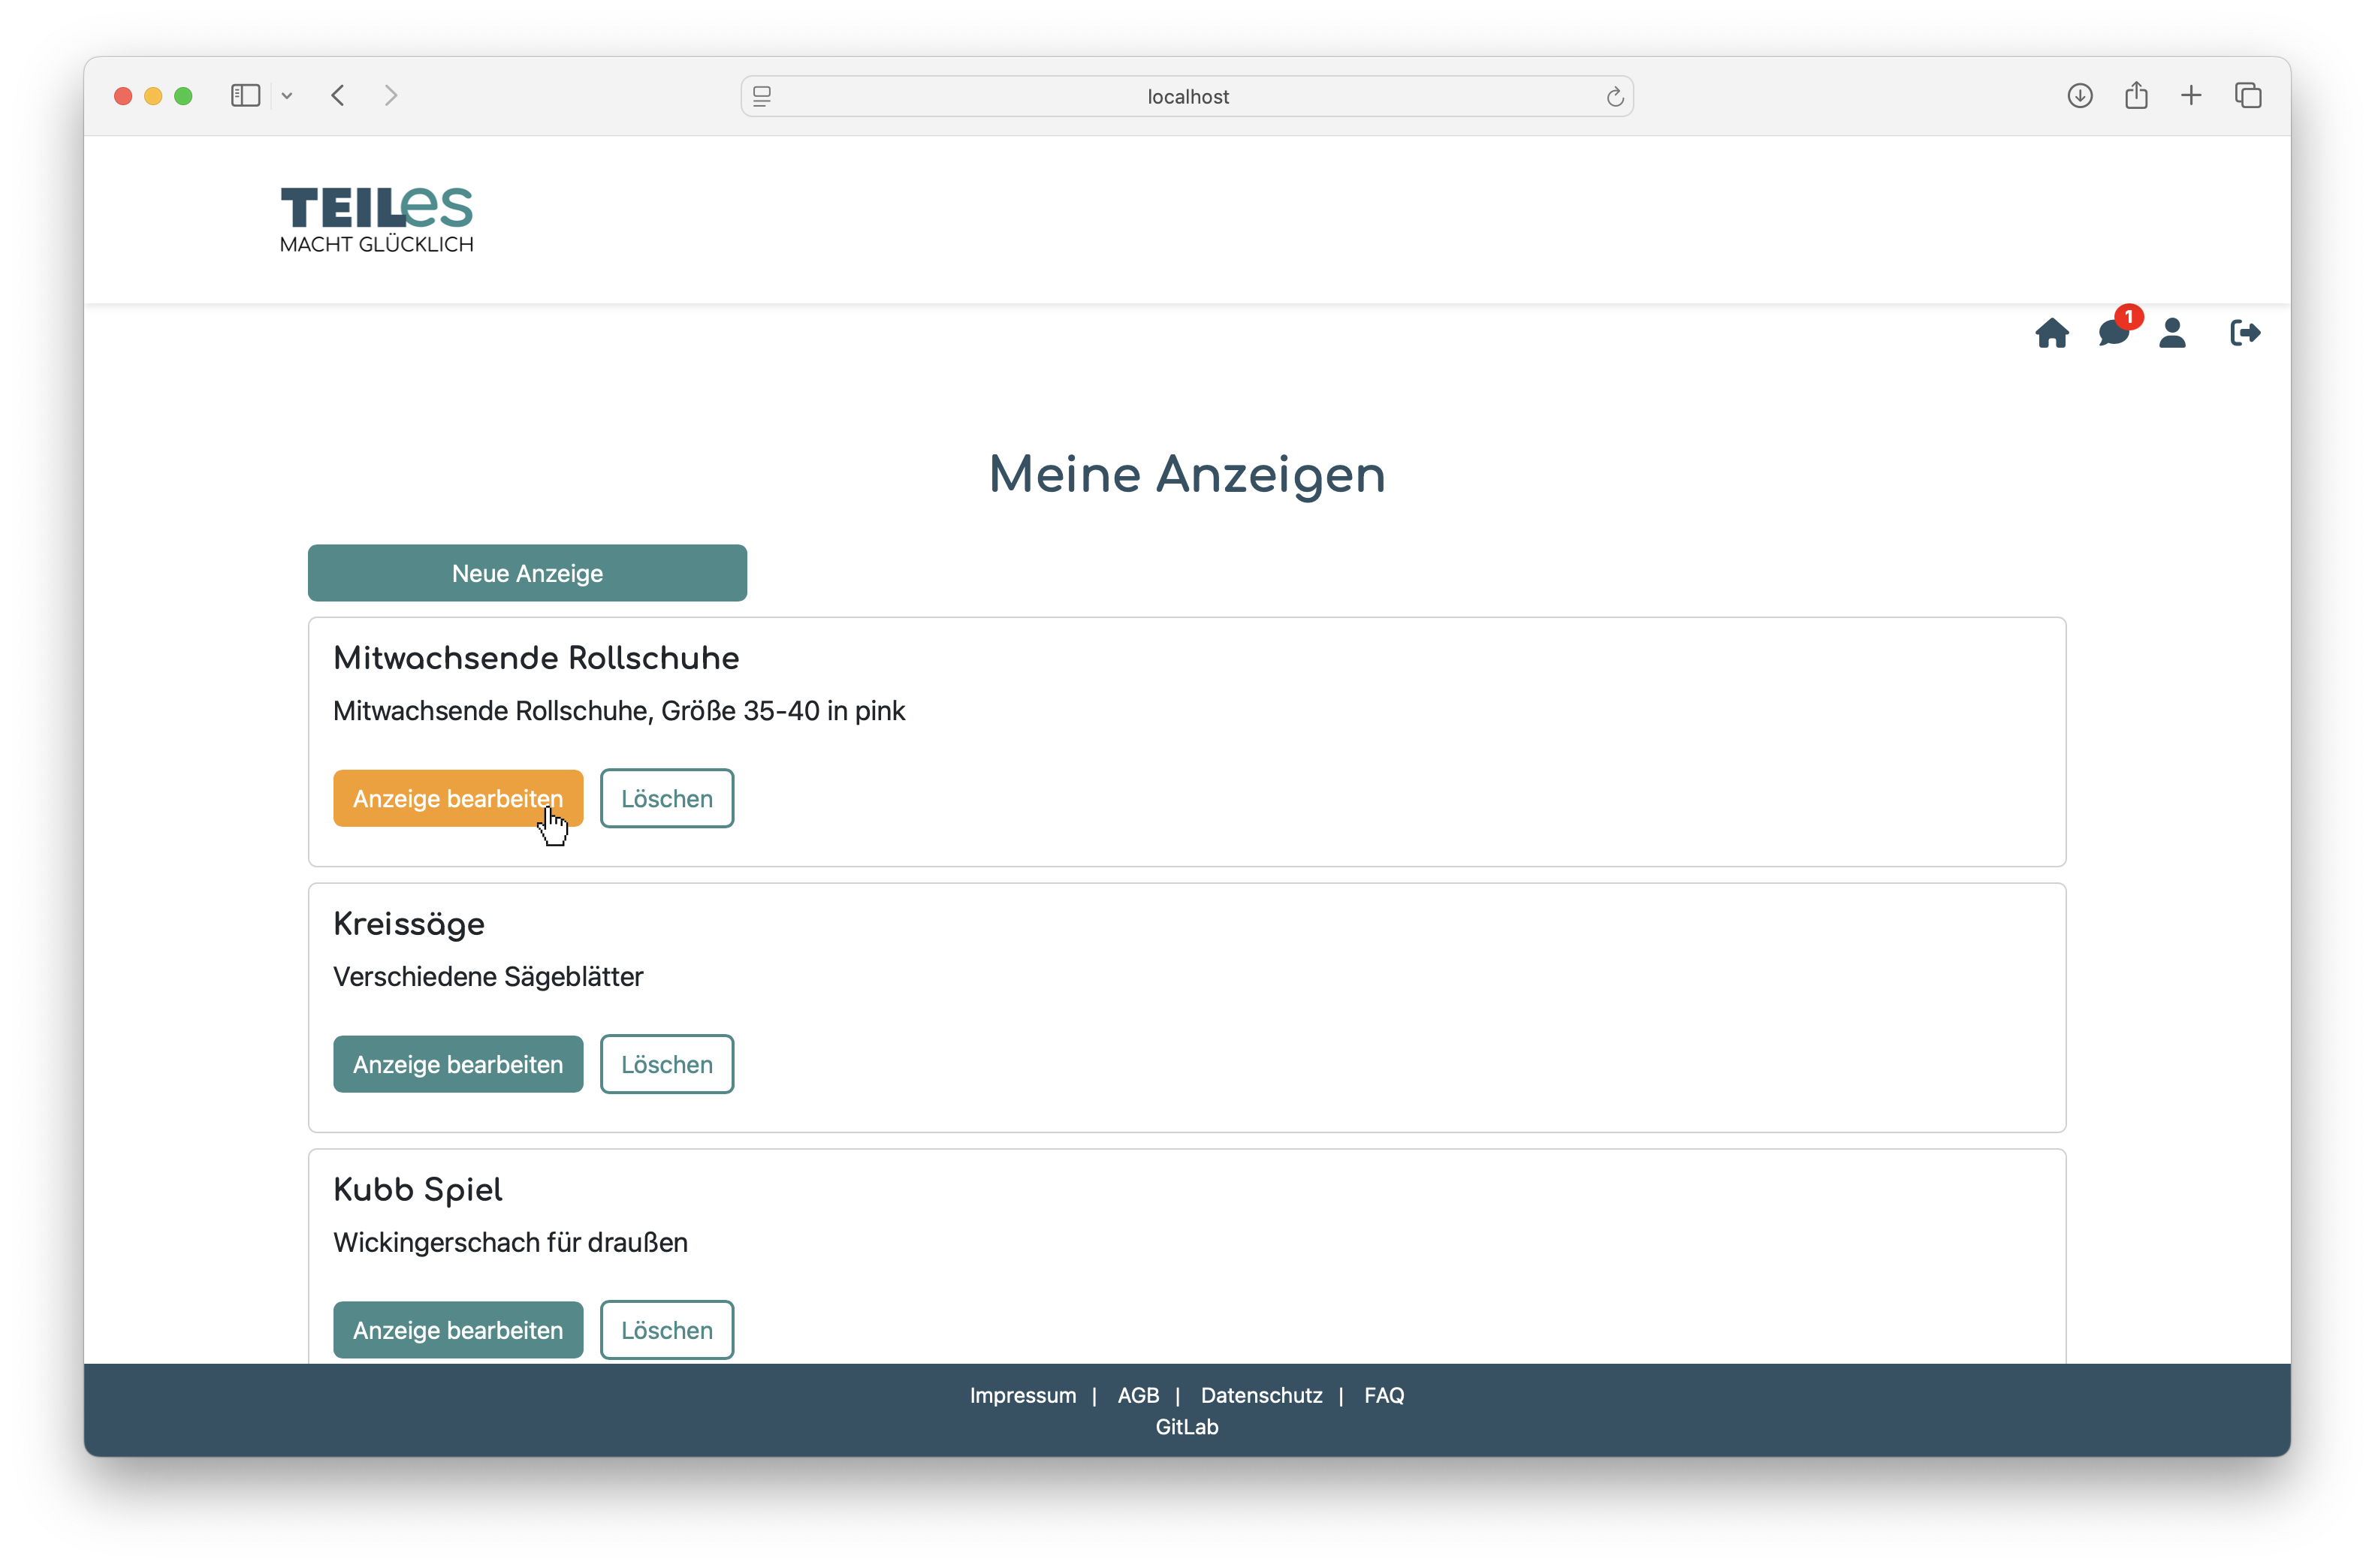 localhost
TEILes
MACHT GLÜCKLICH
1
Meine Anzeigen
Neue Anzeige
Mitwachsende Rollschuhe
Mitwachsende Rollschuhe, Größe 35-40 in pink
Anzeige bearbeiten Löschen
Kreissäge
Verschiedene Sägeblätter
Anzeige bearbeiten Löschen
Kubb Spiel
Wickingerschach für draußen
Anzeige bearbeiten Löschen
Impressum | AGB | Datenschutz | FAQ
GitLab